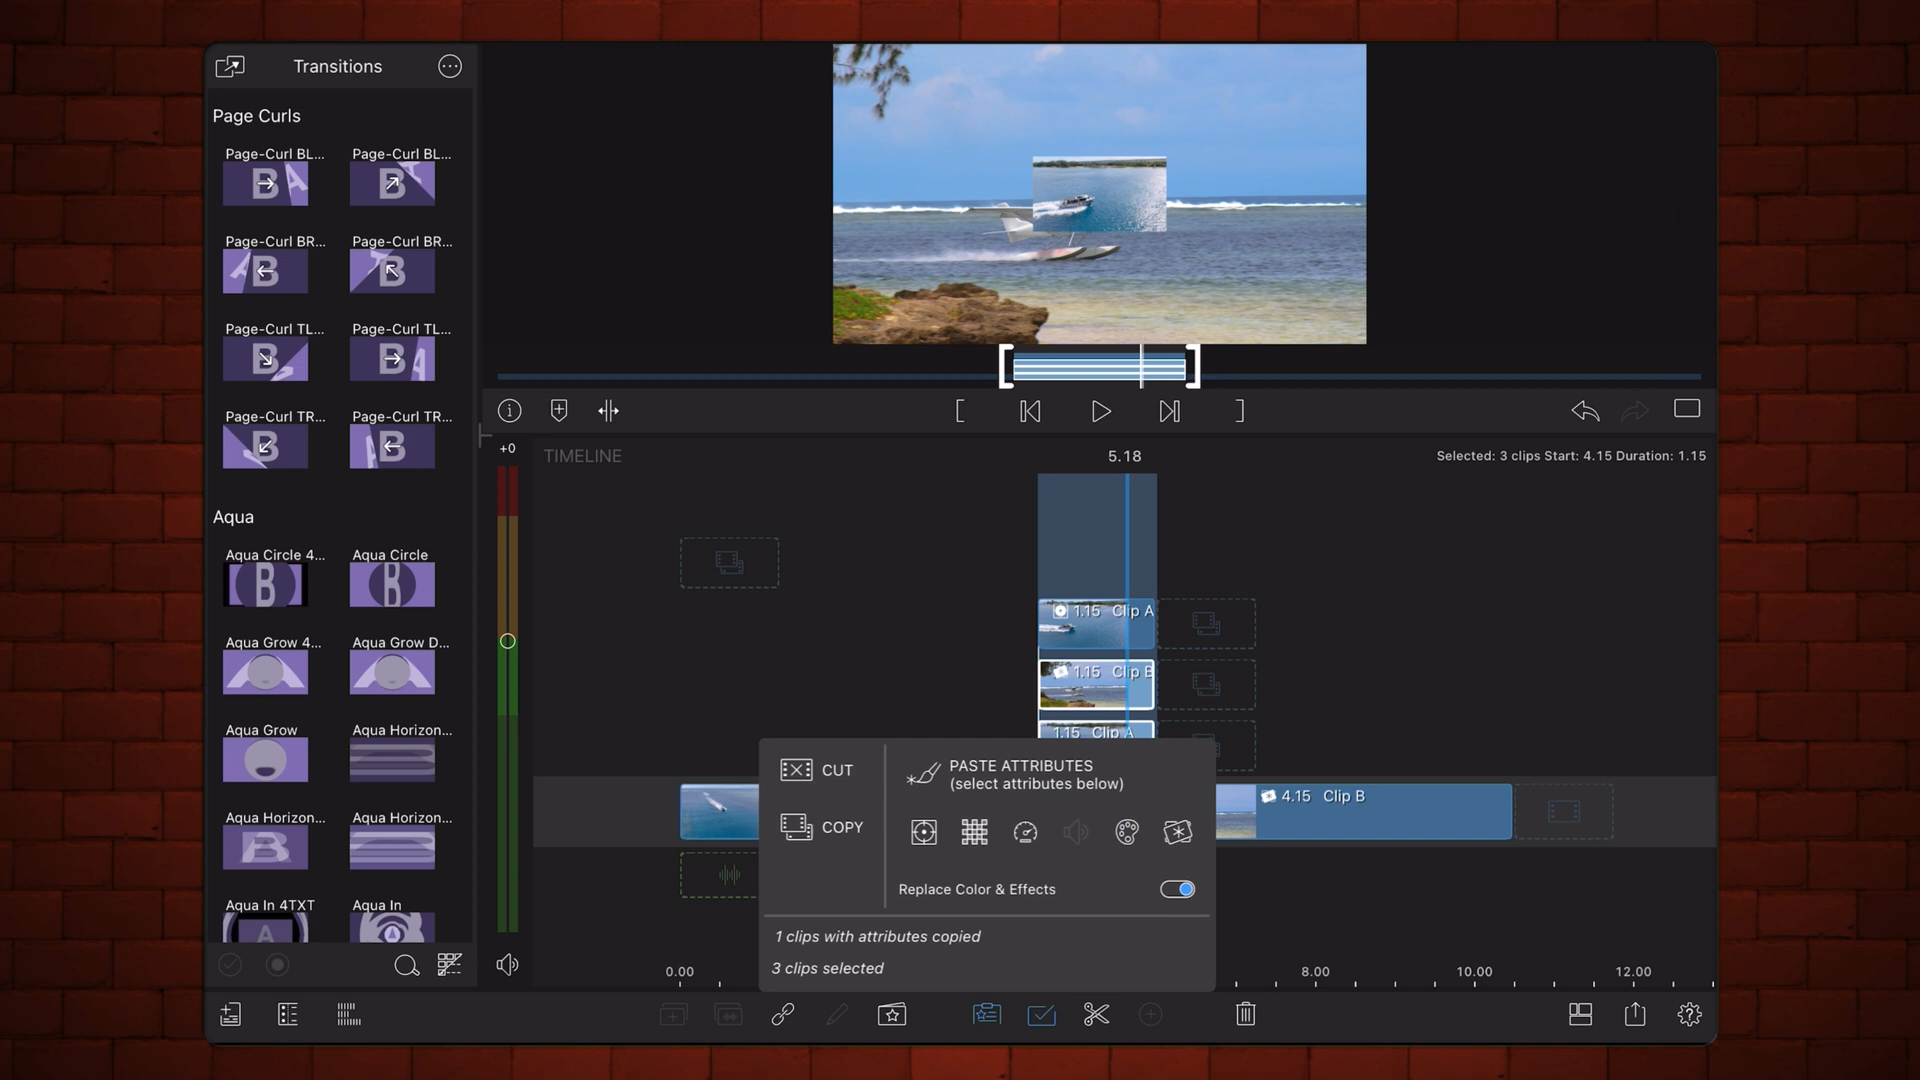 Transitions
Page Curls
Page-Curl BL...
Page-Curl BL...
B A
B
Page-Curl BR...
Page-Curl BR...
A B
B
Page-Curl TL...
Page-Curl TL...
B
B A
Page-Curl TR...
Page-Curl TR...
B
B
Aqua
Aqua Circle 4...
Aqua Circle
B
B
Aqua Grow 4...
Aqua Grow D...
Aqua Grow
Aqua Horizon...
Aqua Horizon...
Aqua Horizon...
B
Aqua In 4TXT
Aqua In
A
A
+0
TIMELINE
5.18
Selected: 3 clips Start: 4.15 Duration: 1.15
1.15 Clip A
1.15 Clip B
1.15 Clip A
CUT
COPY
PASTE ATTRIBUTES
(select attributes below)
Replace Color & Effects
1 clips with attributes copied
3 clips selected
4.15 Clip B
0.00
8.00
10.00
12.00